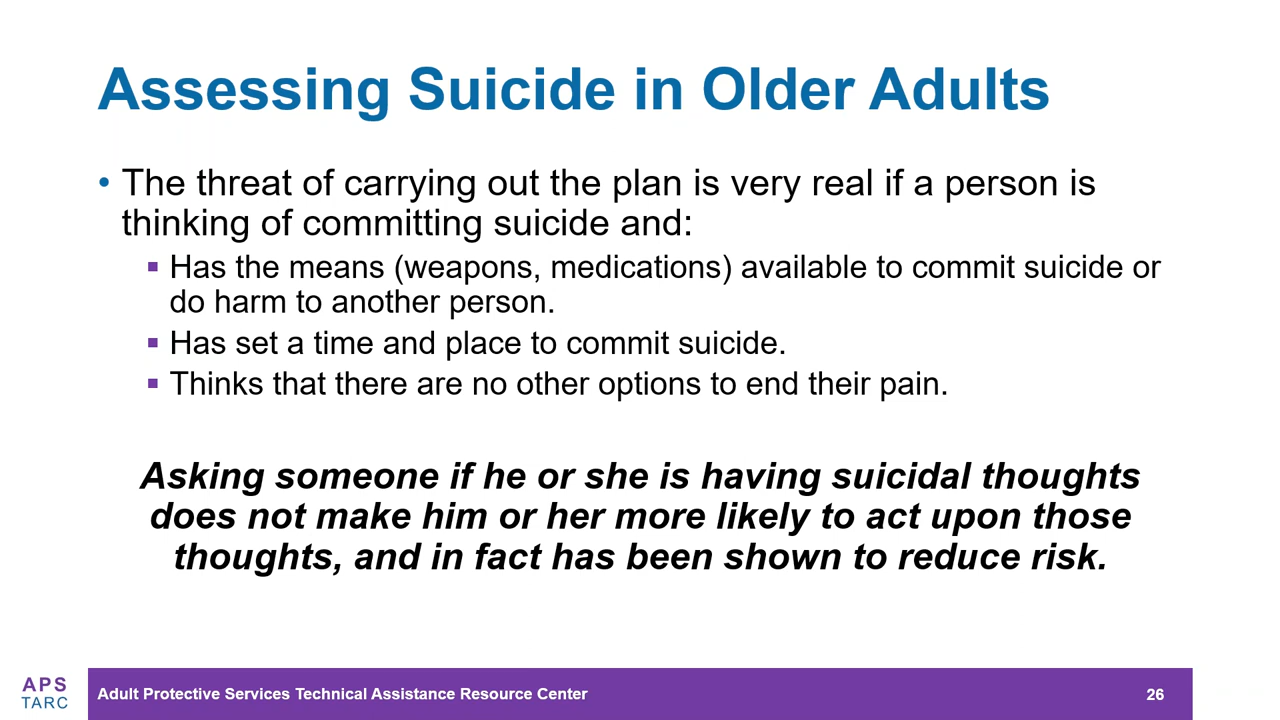 Assessing Suicide in Older Adults
• The threat of carrying out the plan is very real if a person is
thinking of committing suicide and:
▪ Has the means (weapons, medications) available to commit suicide or
do harm to another person.
▪ Has set a time and place to commit suicide.
▪ Thinks that there are no other options to end their pain.
Asking someone if he or she is having suicidal thoughts
does not make him or her more likely to act upon those
thoughts, and in fact has been shown to reduce risk.
APS
TARC
Adult Protective Services Technical Assistance Resource Center
26